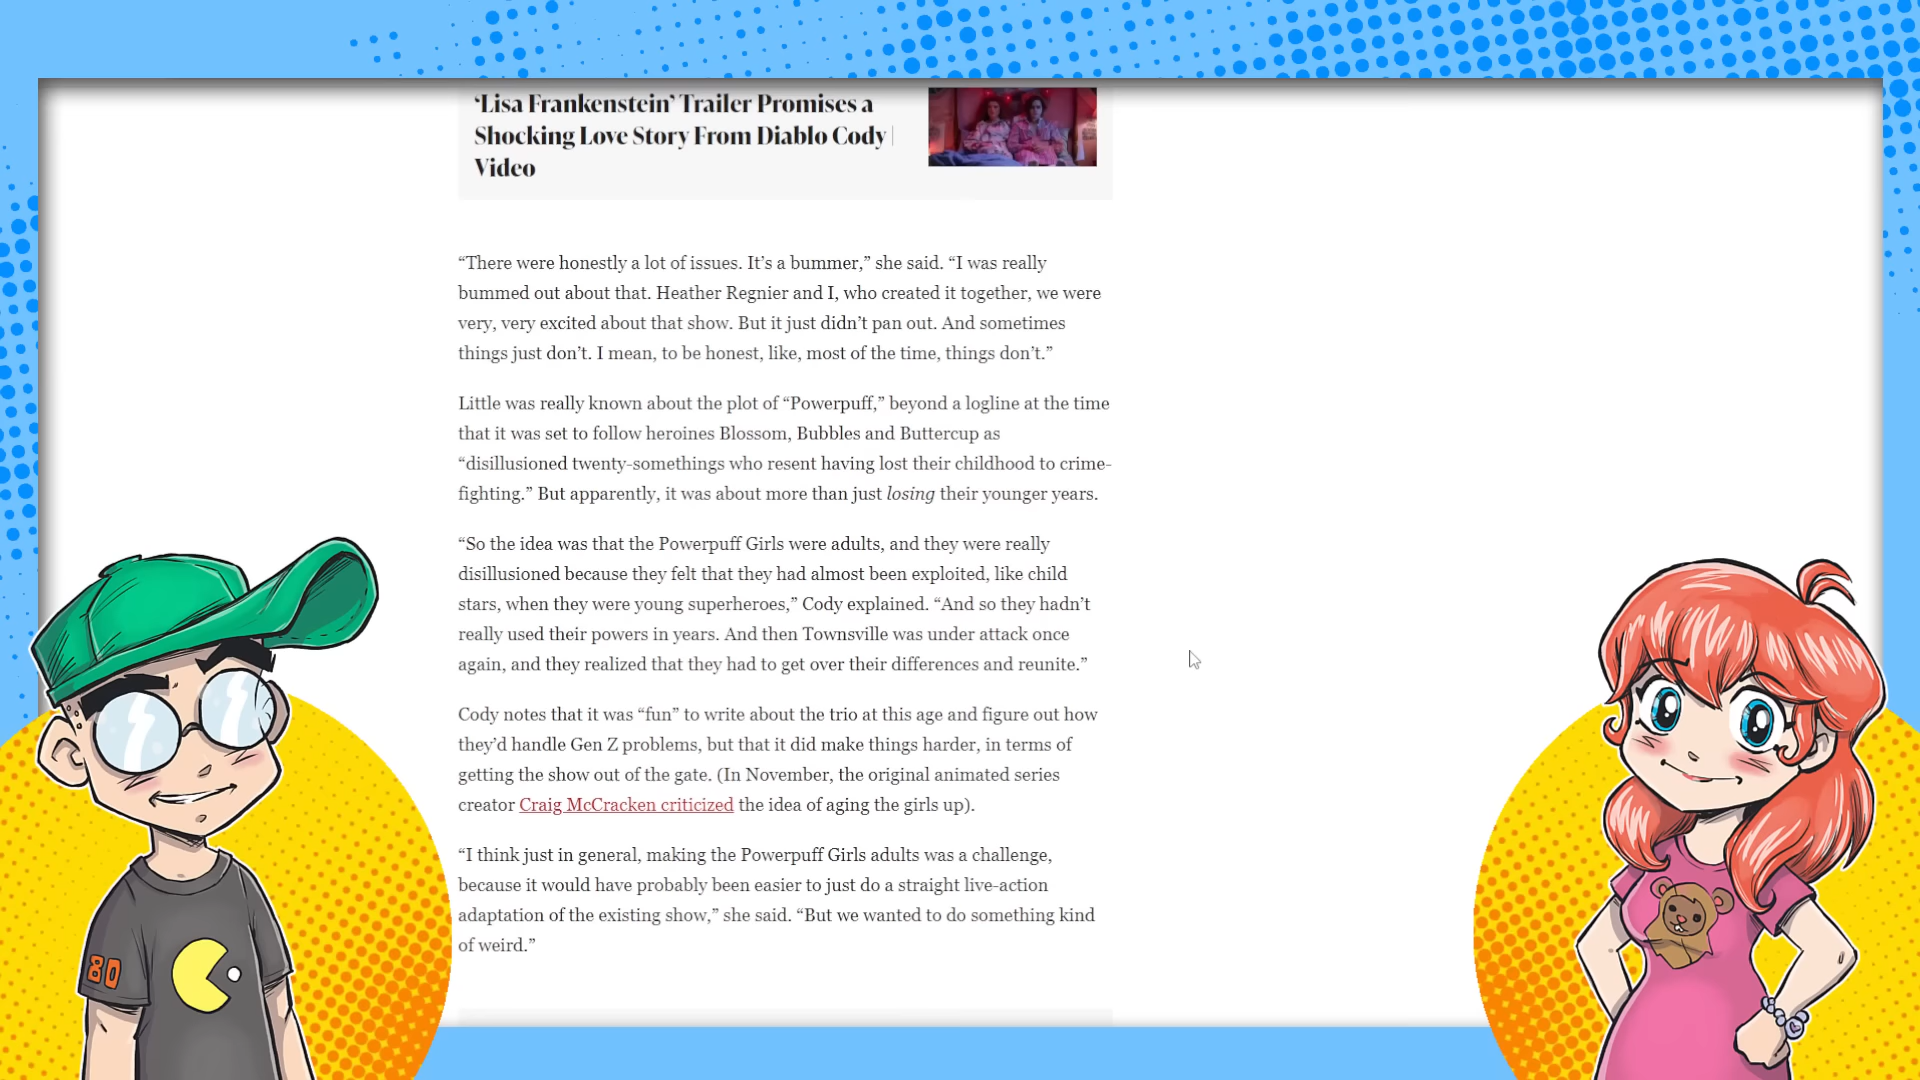 ‘Lisa Frankenstein’ Trailer Promises a
Shocking Love Story From Diablo Cody |
Video
“There were honestly a lot of issues. It’s a bummer,” she said. “I was really
bummed out about that. Heather Regnier and I, who created it together, we were
very, very excited about that show. But it just didn’t pan out. And sometimes
things just don’t. I mean, to be honest, like, most of the time, things don’t.”
Little was really known about the plot of “Powerpuff,” beyond a logline at the time
that it was set to follow heroines Blossom, Bubbles and Buttercup as
“disillusioned twenty-somethings who resent having lost their childhood to crime-
fighting.” But apparently, it was about more than just losing their younger years.
“So the idea was that the Powerpuff Girls were adults, and they were really
disillusioned because they felt that they had almost been exploited, like child
stars, when they were young superheroes,” Cody explained. “And so they hadn’t
really used their powers in years. And then Townsville was under attack once
again, and they realized that they had to get over their differences and reunite.”
Cody notes that it was “fun” to write about the trio at this age and figure out how
they’d handle Gen Z problems, but that it did make things harder, in terms of
getting the show out of the gate. (In November, the original animated series
creator Craig McCracken criticized the idea of aging the girls up).
“I think just in general, making the Powerpuff Girls adults was a challenge,
because it would have probably been easier to just do a straight live-action
adaptation of the existing show,” she said. “But we wanted to do something kind
of weird.”
80